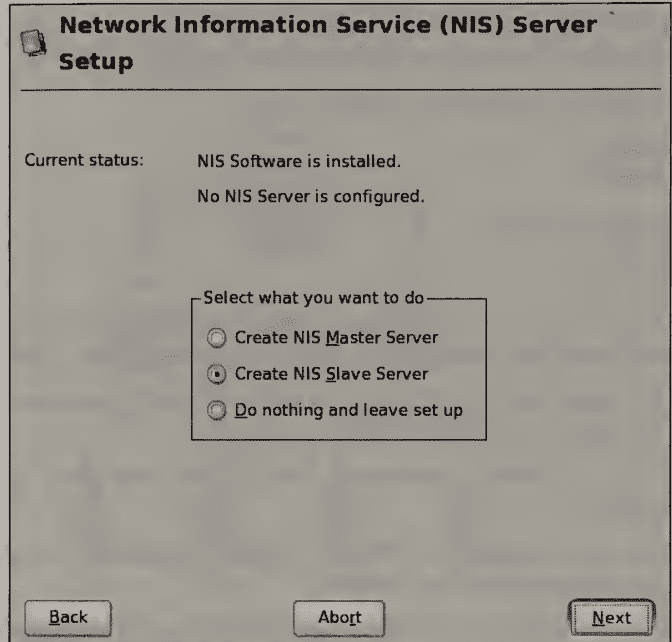 Network Information Service (NIS) Server
Setup
Current status: NIS Software is installed.
No NIS Server is configured.
Select what you want to do
Create NIS Master Server
Create NIS Slave Server
Do nothing and leave set up
Back Abort Next